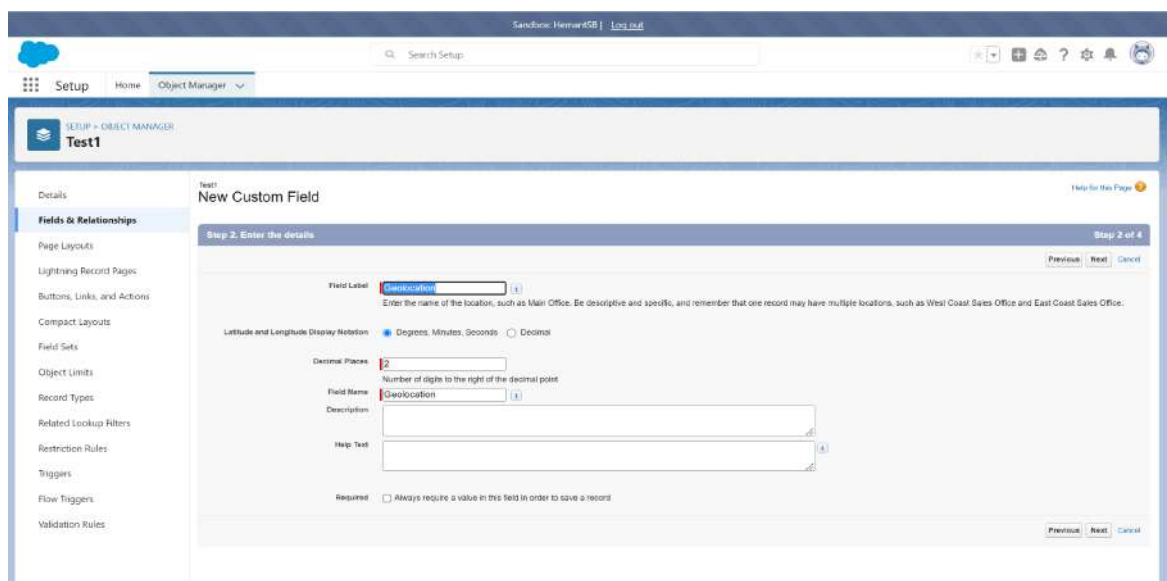 Sandbox: HemantSB | Log out
Search Setup
Setup Home Object Manager
SETUP > OBJECT MANAGER
Test1
Details
Fields & Relationships
Page Layouts
Lightning Record Pages
Buttons, Links, and Actions
Compact Layouts
Field Sets
Object Limits
Record Types
Related Lookup Filters
Restriction Rules
Triggers
Flow Triggers
Validation Rules
Test1
New Custom Field
Help for this Page
Step 2. Enter the details Step 2 of 4
Previous Next Cancel
Field Label Geolocation
Enter the name of the location, such as Main Office. Be descriptive and specific, and remember that one record may have multiple locations, such as West Coast Sales Office and East Coast Sales Office.
Latitude and Longitude Display Notation Degrees, Minutes, Seconds Decimal
Decimal Places 2
Number of digits to the right of the decimal point
Field Name Geolocation
Description
Help Text
Required Always require a value in this field in order to save a record
Previous Next Cancel